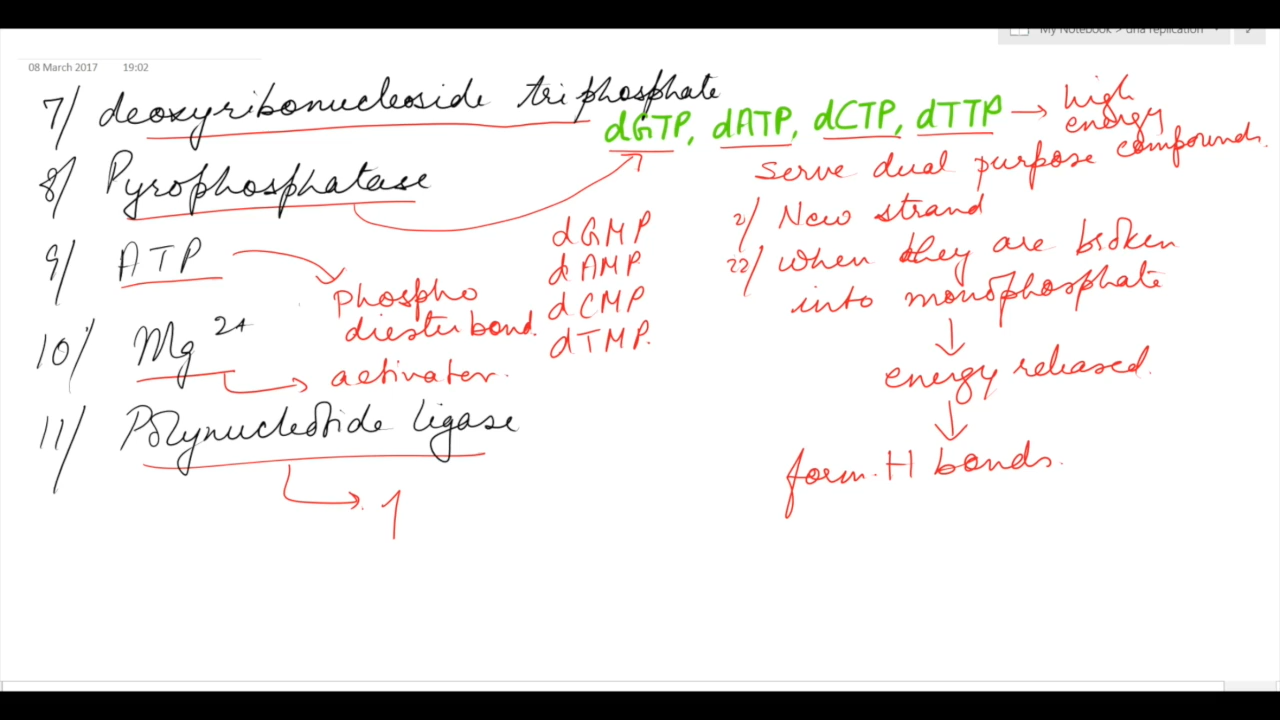 My Notebook > dna replication
08 March 2017 19:02
7/ deoxyribonucleoside triphosphate
dGTP, dATP, dCTP, dTTP → high energy compounds.
Serve dual purpose
8/ Pyrophosphatase
i/ New strand
ii/ When they are broken
into monophosphate
↓
energy released.
↓
form. H bonds.
dGMP
dAMP
dCMP
dTMP.
9/ ATP
phospho
diester bond.
10/ Mg 2+
activater.
11/ Polynucleotide ligase